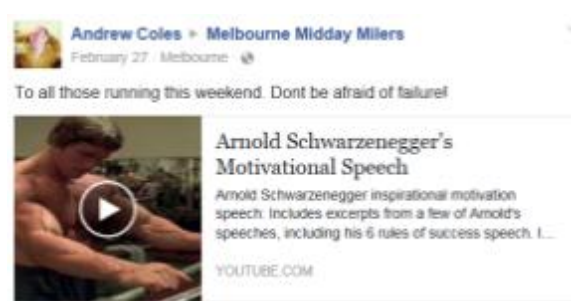 Andrew Coles ▸ Melbourne Midday Milers
February 27 · Melbourne ·
To all those running this weekend. Dont be afraid of failure!
Arnold Schwarzenegger's
Motivational Speech
Arnold Schwarzenegger inspirational motivation
speech: Includes excerpts from a few of Arnold's
speeches, including his 6 rules of success speech. I...
YOUTUBE.COM